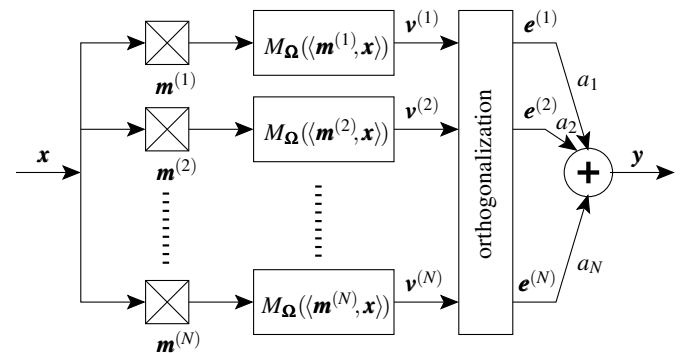 x
m^(1)
M_Ω(⟨m^(1), x⟩)
v^(1)
e^(1)
a_1
m^(2)
M_Ω(⟨m^(2), x⟩)
v^(2)
e^(2)
a_2
orthogonalization
+
y
m^(N)
M_Ω(⟨m^(N), x⟩)
v^(N)
e^(N)
a_N